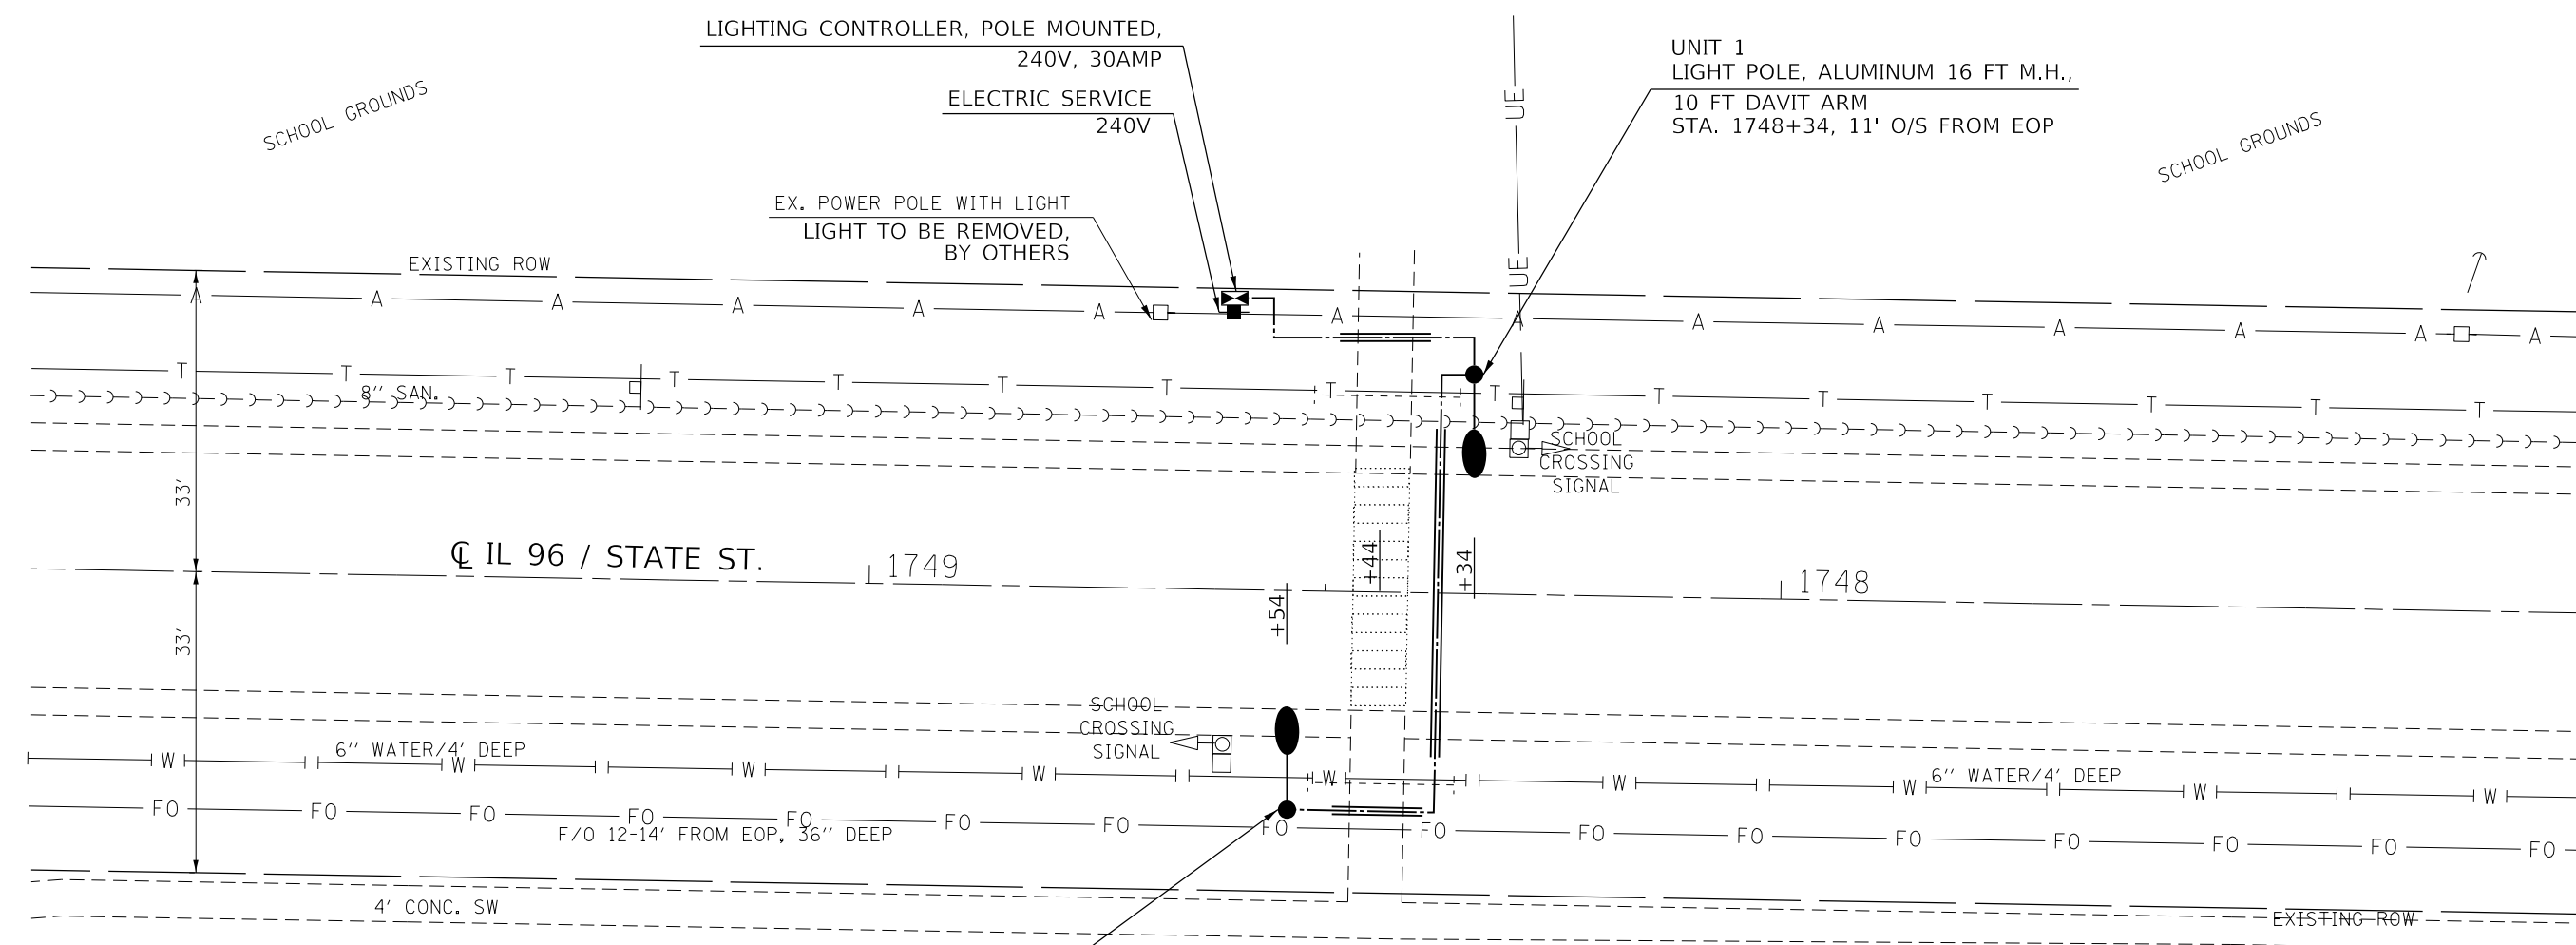 LIGHTING CONTROLLER, POLE MOUNTED,
240V, 30AMP
ELECTRIC SERVICE
240V
UNIT 1
LIGHT POLE, ALUMINUM 16 FT M.H.,
10 FT DAVIT ARM
STA. 1748+34, 11' O/S FROM EOP
SCHOOL GROUNDS
SCHOOL GROUNDS
UE
UE
EX. POWER POLE WITH LIGHT
LIGHT TO BE REMOVED,
BY OTHERS
EXISTING ROW
A A A A A A A A A A A A A A
T T T T T T T T T T T T T T T
8'' SAN.
SCHOOL
CROSSING
SIGNAL
33'
℄ IL 96 / STATE ST.
1749
+54
+44
+34
1748
33'
SCHOOL
CROSSING
SIGNAL
6'' WATER/4' DEEP
W W W W W W W W W
6'' WATER/4' DEEP
FO FO FO FO FO FO FO FO FO FO FO FO FO FO FO FO
F/O 12-14' FROM EOP, 36'' DEEP
4' CONC. SW
EXISTING ROW